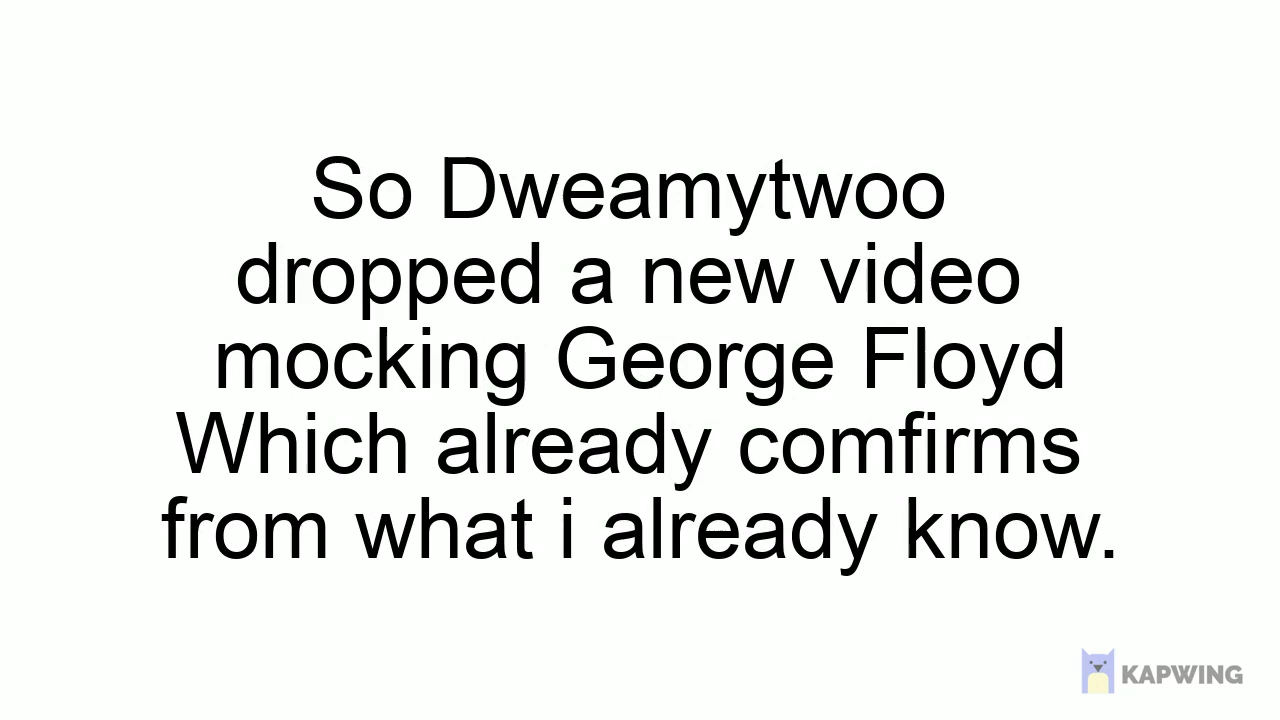 So Dweamytwoo
dropped a new video
mocking George Floyd
Which already comfirms
from what i already know.
KAPWING